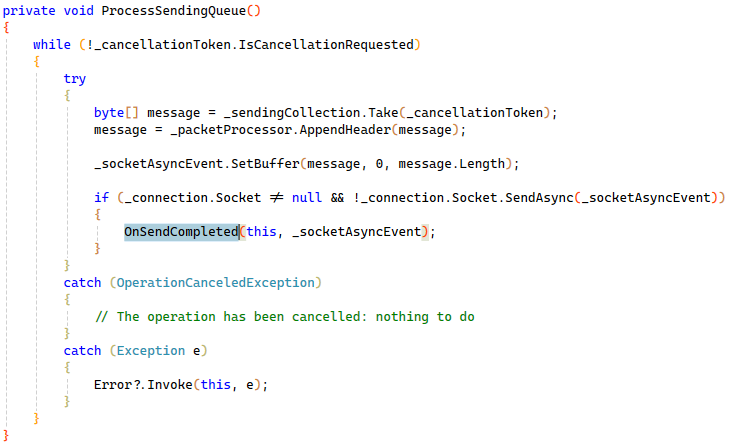 private void ProcessSendingQueue()
{
    while (!_cancellationToken.IsCancellationRequested)
    {
        try
        {
            byte[] message = _sendingCollection.Take(_cancellationToken);
            message = _packetProcessor.AppendHeader(message);

            _socketAsyncEvent.SetBuffer(message, 0, message.Length);

            if (_connection.Socket != null && !_connection.Socket.SendAsync(_socketAsyncEvent))
            {
                OnSendCompleted(this, _socketAsyncEvent);
            }
        }
        catch (OperationCanceledException)
        {
            // The operation has been cancelled: nothing to do
        }
        catch (Exception e)
        {
            Error?.Invoke(this, e);
        }
    }
}